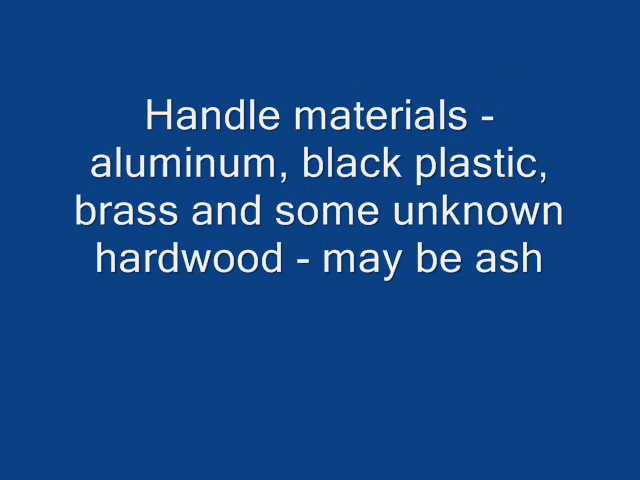 Handle materials -
aluminum, black plastic,
brass and some unknown
hardwood - may be ash